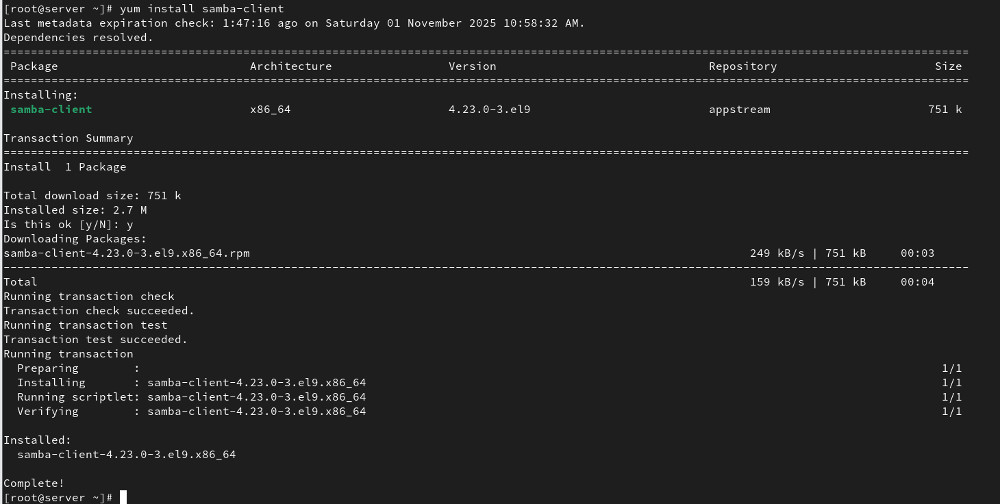 [root@server ~]# yum install samba-client
Last metadata expiration check: 1:47:16 ago on Saturday 01 November 2025 10:58:32 AM.
Dependencies resolved.
=============================================================================================================================================
 Package                            Architecture                 Version                               Repository                       Size
=============================================================================================================================================
Installing:
 samba-client                       x86_64                       4.23.0-3.el9                          appstream                       751 k

Transaction Summary
=============================================================================================================================================
Install  1 Package

Total download size: 751 k
Installed size: 2.7 M
Is this ok [y/N]: y
Downloading Packages:
samba-client-4.23.0-3.el9.x86_64.rpm                                                                         249 kB/s | 751 kB     00:03
---------------------------------------------------------------------------------------------------------------------------------------------
Total                                                                                                        159 kB/s | 751 kB     00:04
Running transaction check
Transaction check succeeded.
Running transaction test
Transaction test succeeded.
Running transaction
  Preparing        :                                                                                                                     1/1
  Installing       : samba-client-4.23.0-3.el9.x86_64                                                                                    1/1
  Running scriptlet: samba-client-4.23.0-3.el9.x86_64                                                                                    1/1
  Verifying        : samba-client-4.23.0-3.el9.x86_64                                                                                    1/1

Installed:
  samba-client-4.23.0-3.el9.x86_64

Complete!
[root@server ~]#